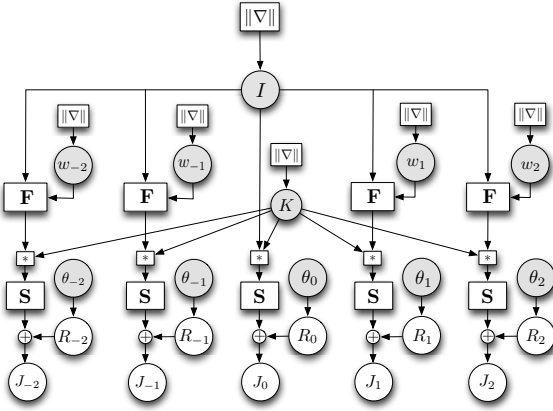 ‖∇‖
I
‖∇‖ ‖∇‖ ‖∇‖ ‖∇‖
‖∇‖
w₋₂ w₋₁ w₁ w₂
F F F F
K
* * * * *
θ₋₂ θ₋₁ θ₀ θ₁ θ₂
S S S S S
⊕ R₋₂ ⊕ R₋₁ ⊕ R₀ ⊕ R₁ ⊕ R₂
J₋₂ J₋₁ J₀ J₁ J₂